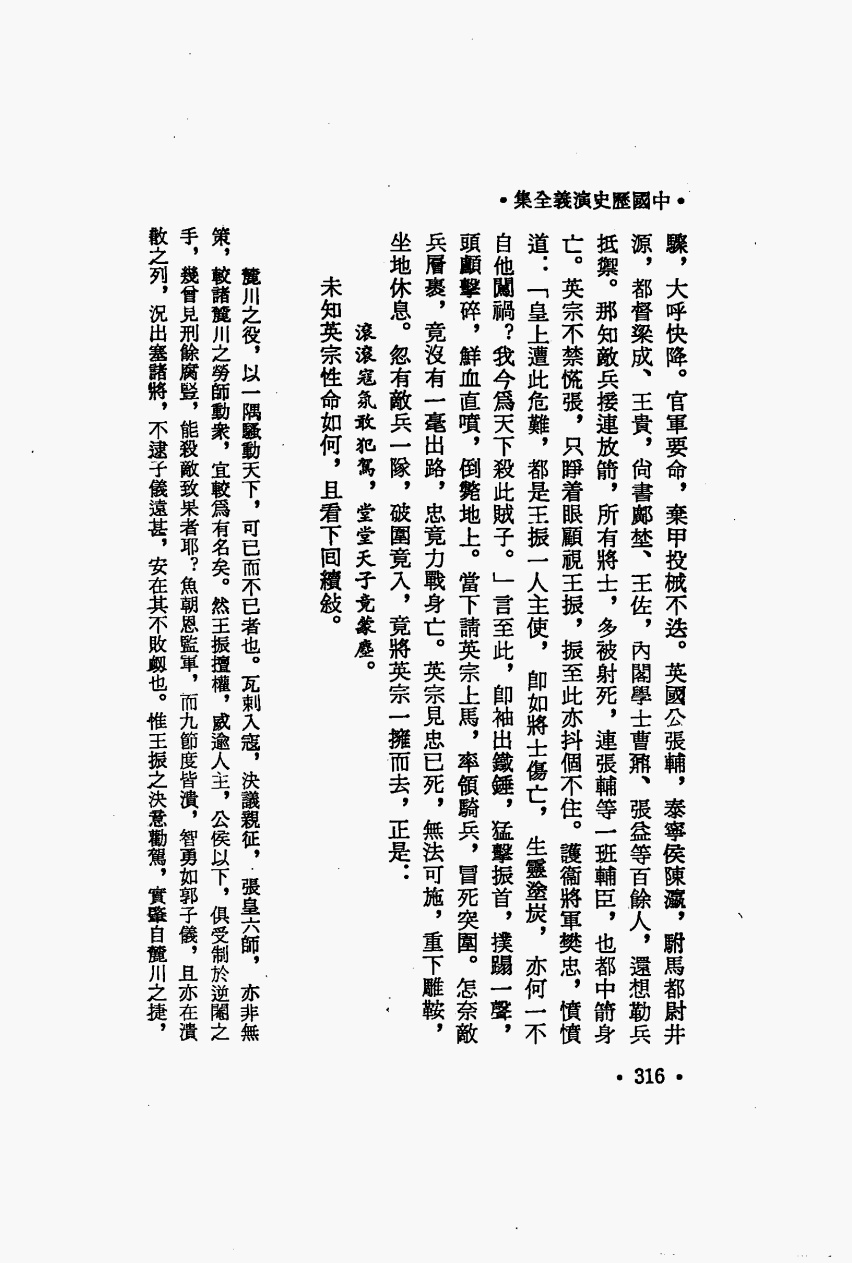 •中國歷史演義全集•
驟，大呼快降。官軍要命，棄甲投械不迭。英國公張輔，泰寧侯陳瀛，駙馬都尉井
源，都督梁成、王貴，尙書鄺埜、王佐，內閣學士曹鼐、張益等百餘人，還想勒兵
抵禦。那知敵兵接連放箭，所有將士，多被射死，連張輔等一班輔臣，也都中箭身
亡。英宗不禁慌張，只睜着眼顧視王振，振至此亦抖個不住。護衞將軍樊忠，憤憤
道：「皇上遭此危難，都是王振一人主使，卽如將士傷亡，生靈塗炭，亦何一不
自他闖禍？我今爲天下殺此賊子。」言至此，卽袖出鐵錘，猛擊振首，撲蹋一聲，
頭顱擊碎，鮮血直噴，倒斃地上。當下請英宗上馬，率領騎兵，冒死突圍。怎奈敵
兵層裹，竟沒有一毫出路，忠竟力戰身亡。英宗見忠已死，無法可施，重下雕鞍，
坐地休息。忽有敵兵一隊，破圍竟入，竟將英宗一擁而去，正是：
滾滾寇氛敢犯駕，堂堂天子竟蒙塵。
未知英宗性命如何，且看下回續敍。
麓川之役，以一隅騷動天下，可已而不已者也。瓦剌入寇，決議親征，張皇六師，亦非無
策，較諸麓川之勞師動衆，宜較爲有名矣。然王振擅權，威逾人主，公侯以下，俱受制於逆閹之
手，幾曾見刑餘腐豎，能殺敵致果者耶？魚朝恩監軍，而九節度皆潰，智勇如郭子儀，且亦在潰
散之列，況出塞諸將，不逮子儀遠甚，安在其不敗衂也。惟王振之決意勸駕，實肇自麓川之捷，
•316•